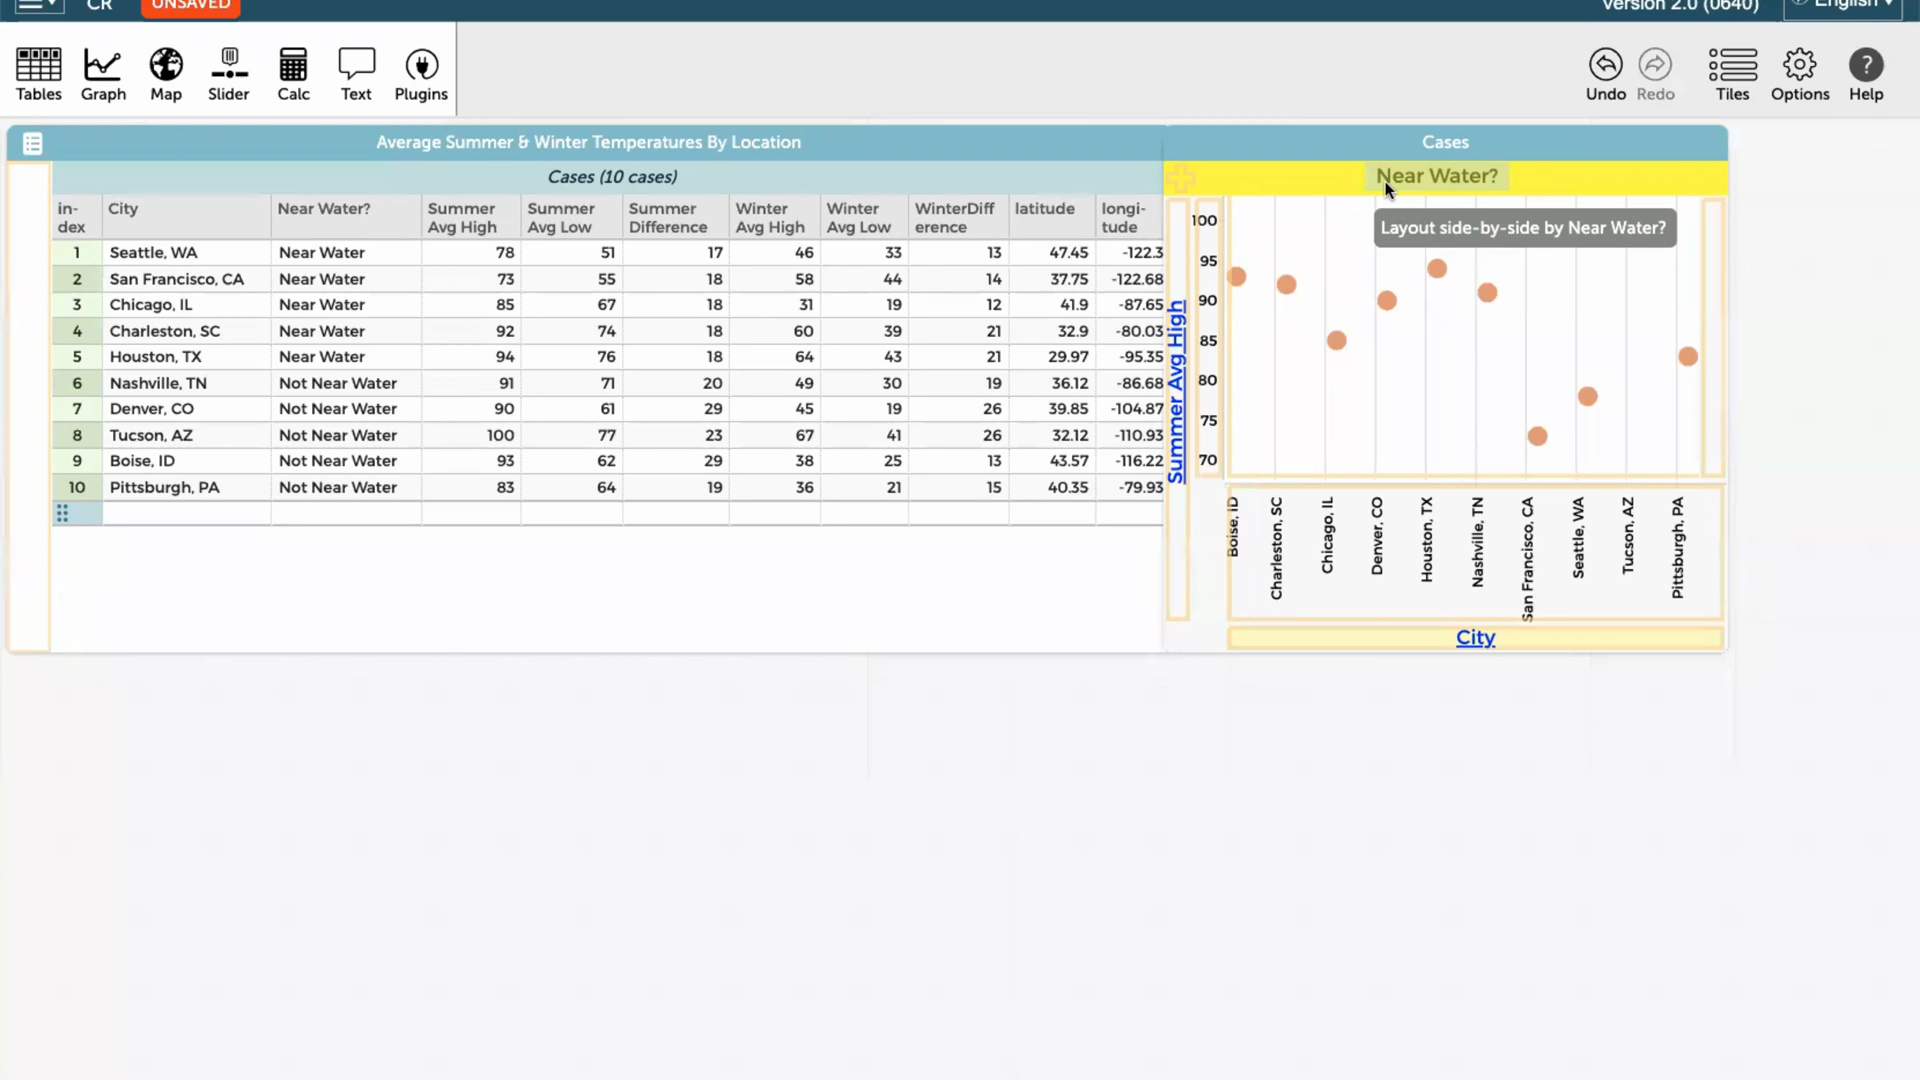 CR UNSAVED Version 2.0 (0640) English
Tables Graph Map Slider Calc Text Plugins Undo Redo Tiles Options Help
Average Summer & Winter Temperatures By Location
Cases (10 cases)
in-dex City Near Water? Summer Avg High Summer Avg Low Summer Difference Winter Avg High Winter Avg Low WinterDifference latitude longi-tude
1 Seattle, WA Near Water 78 51 17 46 33 13 47.45 -122.3
2 San Francisco, CA Near Water 73 55 18 58 44 14 37.75 -122.68
3 Chicago, IL Near Water 85 67 18 31 19 12 41.9 -87.65
4 Charleston, SC Near Water 92 74 18 60 39 21 32.9 -80.03
5 Houston, TX Near Water 94 76 18 64 43 21 29.97 -95.35
6 Nashville, TN Not Near Water 91 71 20 49 30 19 36.12 -86.68
7 Denver, CO Not Near Water 90 61 29 45 19 26 39.85 -104.87
8 Tucson, AZ Not Near Water 100 77 23 67 41 26 32.12 -110.93
9 Boise, ID Not Near Water 93 62 29 38 25 13 43.57 -116.22
10 Pittsburgh, PA Not Near Water 83 64 19 36 21 15 40.35 -79.93
Cases
Near Water?
Layout side-by-side by Near Water?
Summer Avg High
100
95
90
85
80
75
70
Boise, ID
Charleston, SC
Chicago, IL
Denver, CO
Houston, TX
Nashville, TN
San Francisco, CA
Seattle, WA
Tucson, AZ
Pittsburgh, PA
City